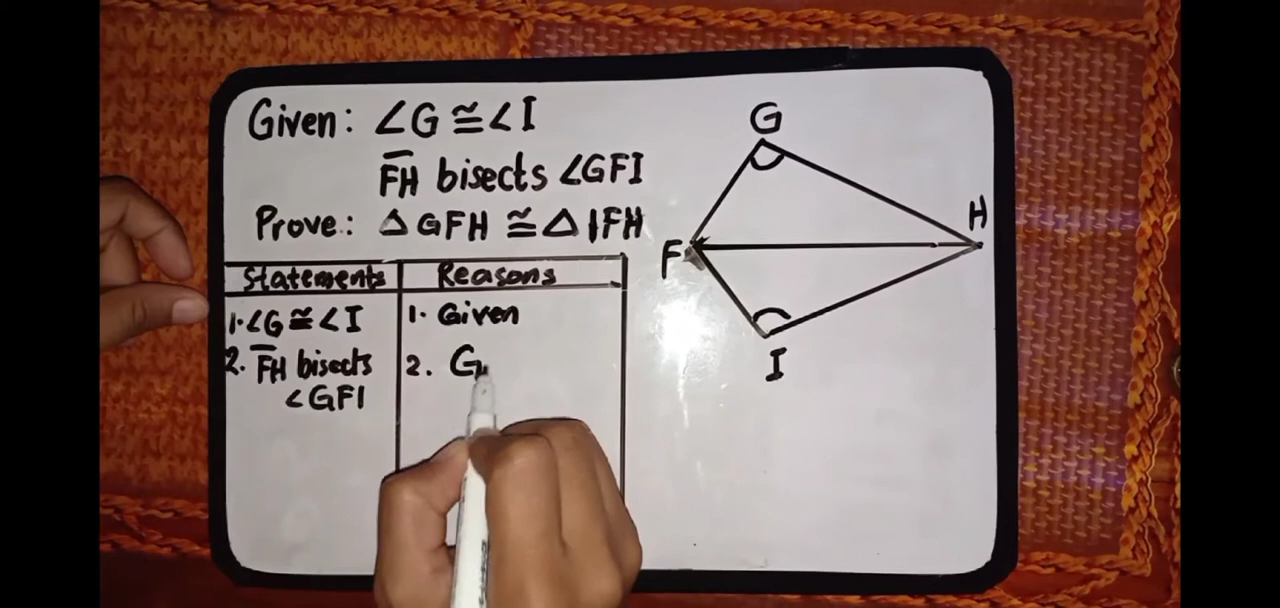 Given: ∠G ≅ ∠I
F̅H̅ bisects ∠GFI
Prove: △GFH ≅ △IFH
Statements Reasons
1. ∠G ≅ ∠I 1. Given
2. F̅H̅ bisects 2. G
∠GFI
G
H
F
I